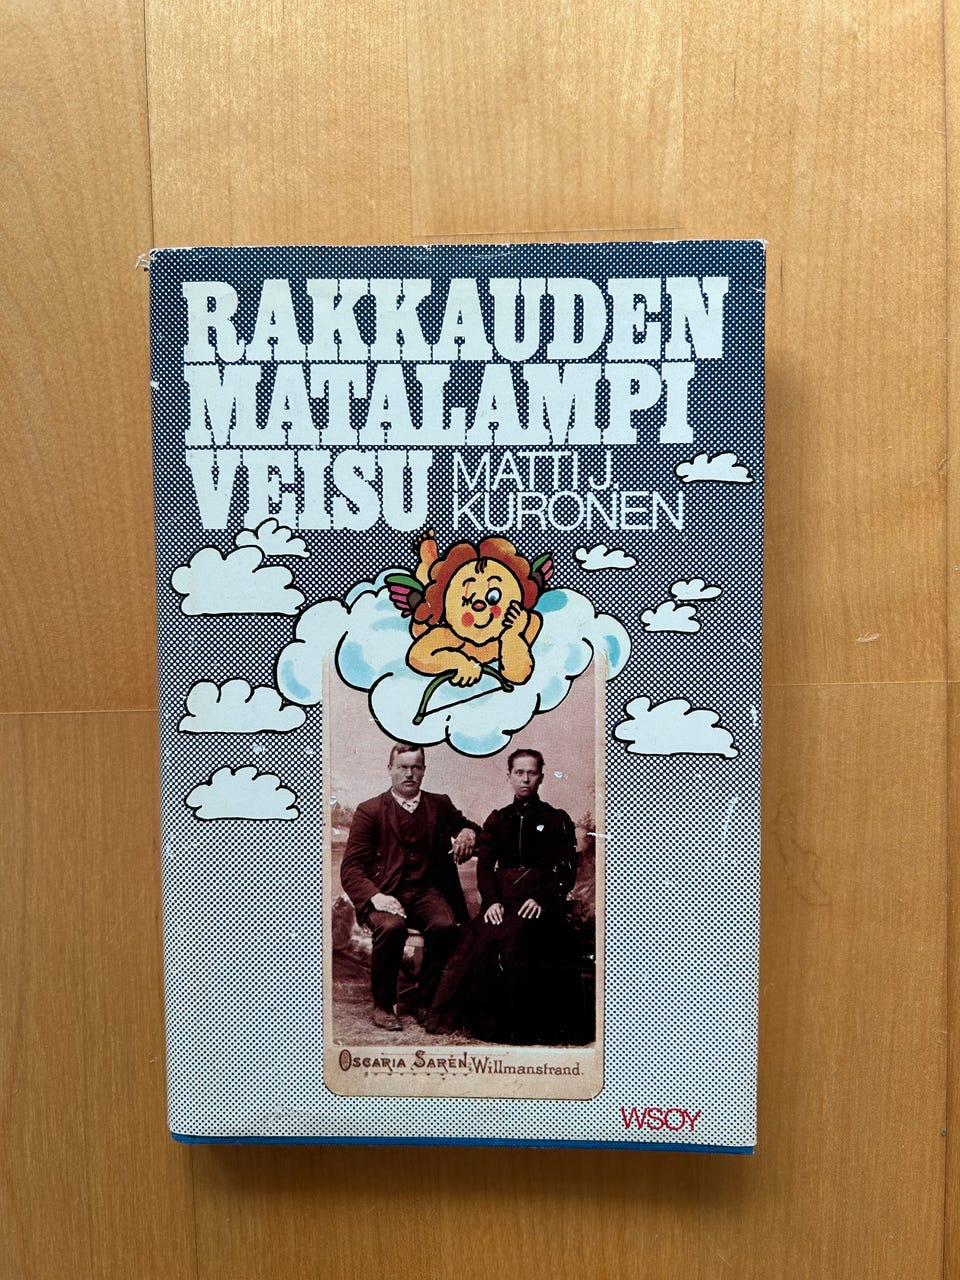 RAKKAUDEN
MATALAMPI
VEISU
MATTI J.
KURONEN
OSCARIA SARÉN, Willmanstrand.
WSOY